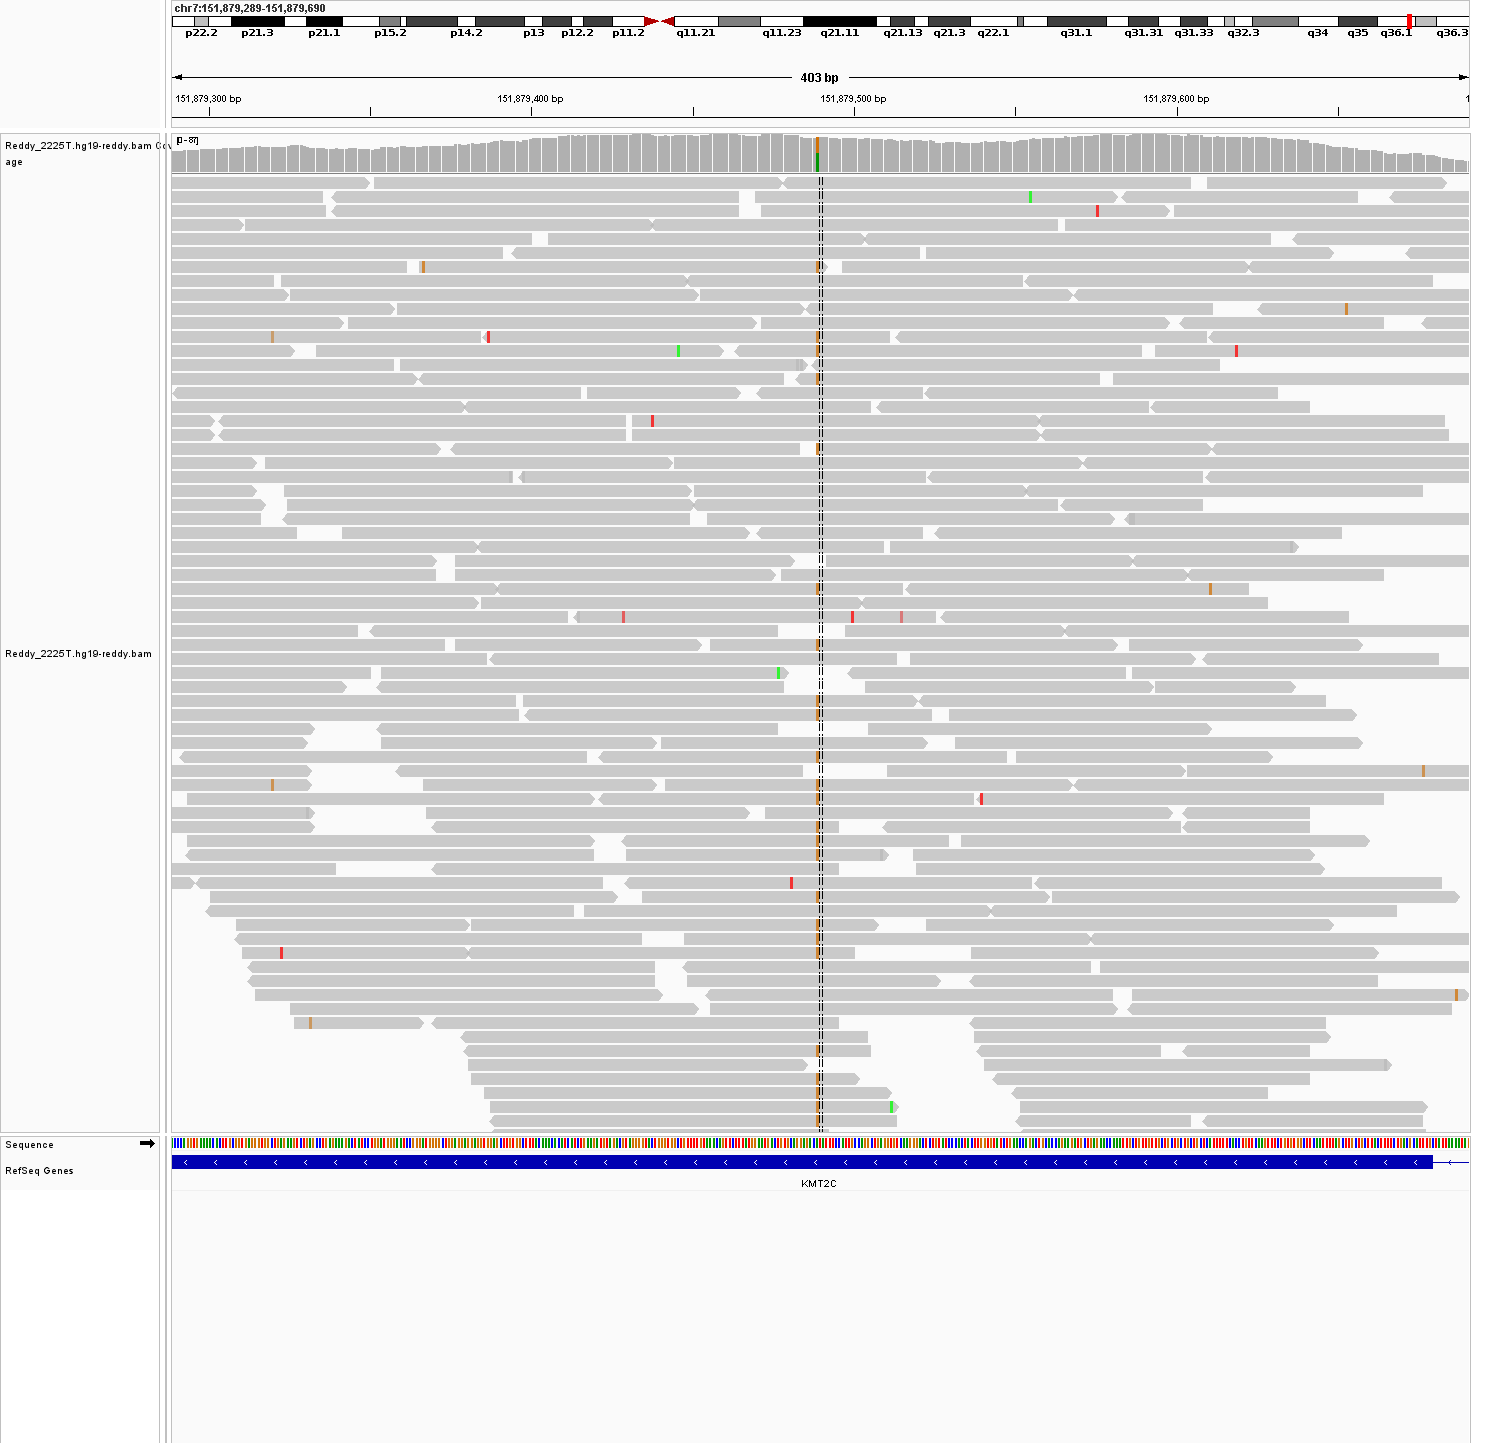 chr7:151,879,289-151,879,690
p22.2 p21.3 p21.1 p15.2 p14.2 p13 p12.2 p11.2 q11.21 q11.23 q21.11 q21.13 q21.3 q22.1 q31.1 q31.31 q31.33 q32.3 q34 q35 q36.1 q36.3
403 bp
151,879,300 bp 151,879,400 bp 151,879,500 bp 151,879,600 bp 1
Reddy_2225T.hg19-reddy.bam Cov
age
[0 - 87]
Reddy_2225T.hg19-reddy.bam
Sequence
RefSeq Genes
KMT2C